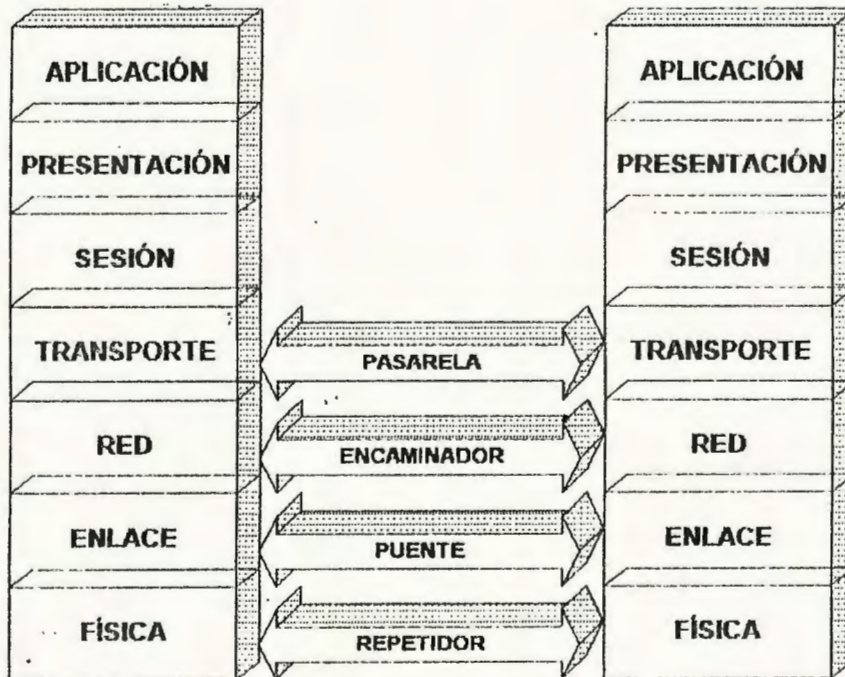 APLICACIÓN
PRESENTACIÓN
SESIÓN
TRANSPORTE
RED
ENLACE
FÍSICA
PASARELA
ENCAMINADOR
PUENTE
REPETIDOR
APLICACIÓN
PRESENTACIÓN
SESIÓN
TRANSPORTE
RED
ENLACE
FÍSICA